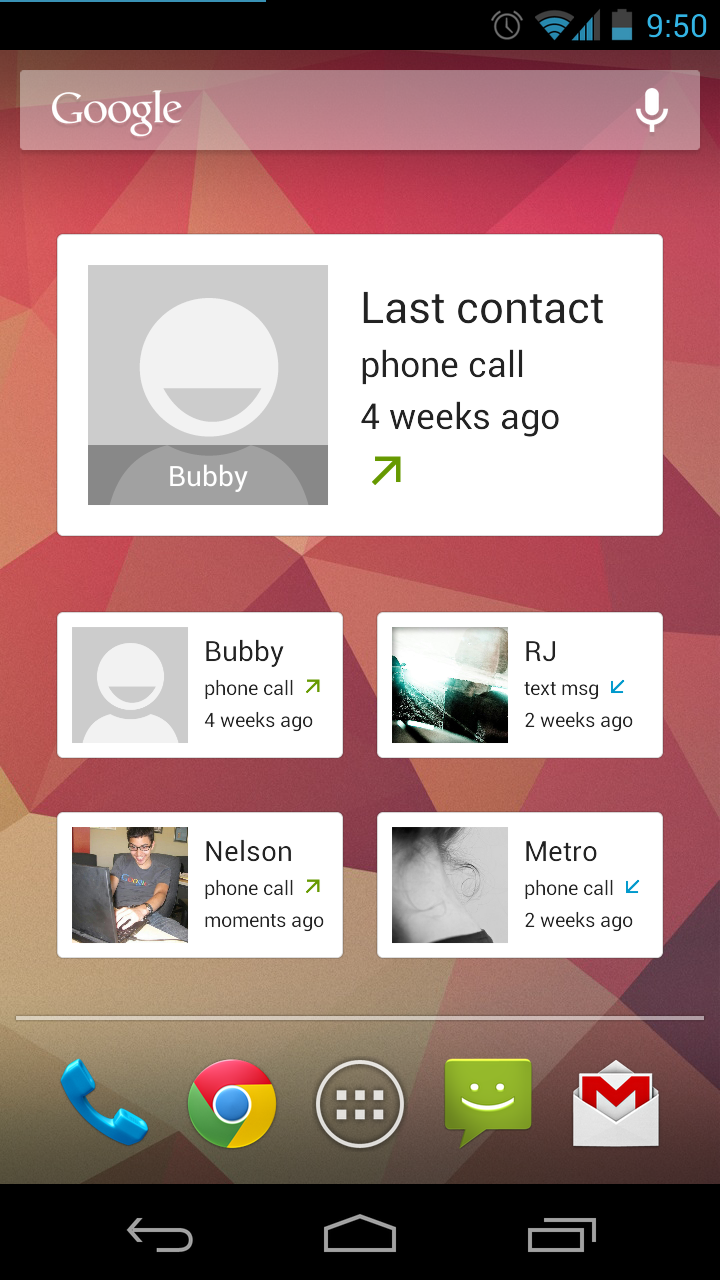 9:50
Google
Last contact
phone call
4 weeks ago
Bubby
Bubby
phone call
4 weeks ago
RJ
text msg
2 weeks ago
Nelson
phone call
moments ago
Metro
phone call
2 weeks ago